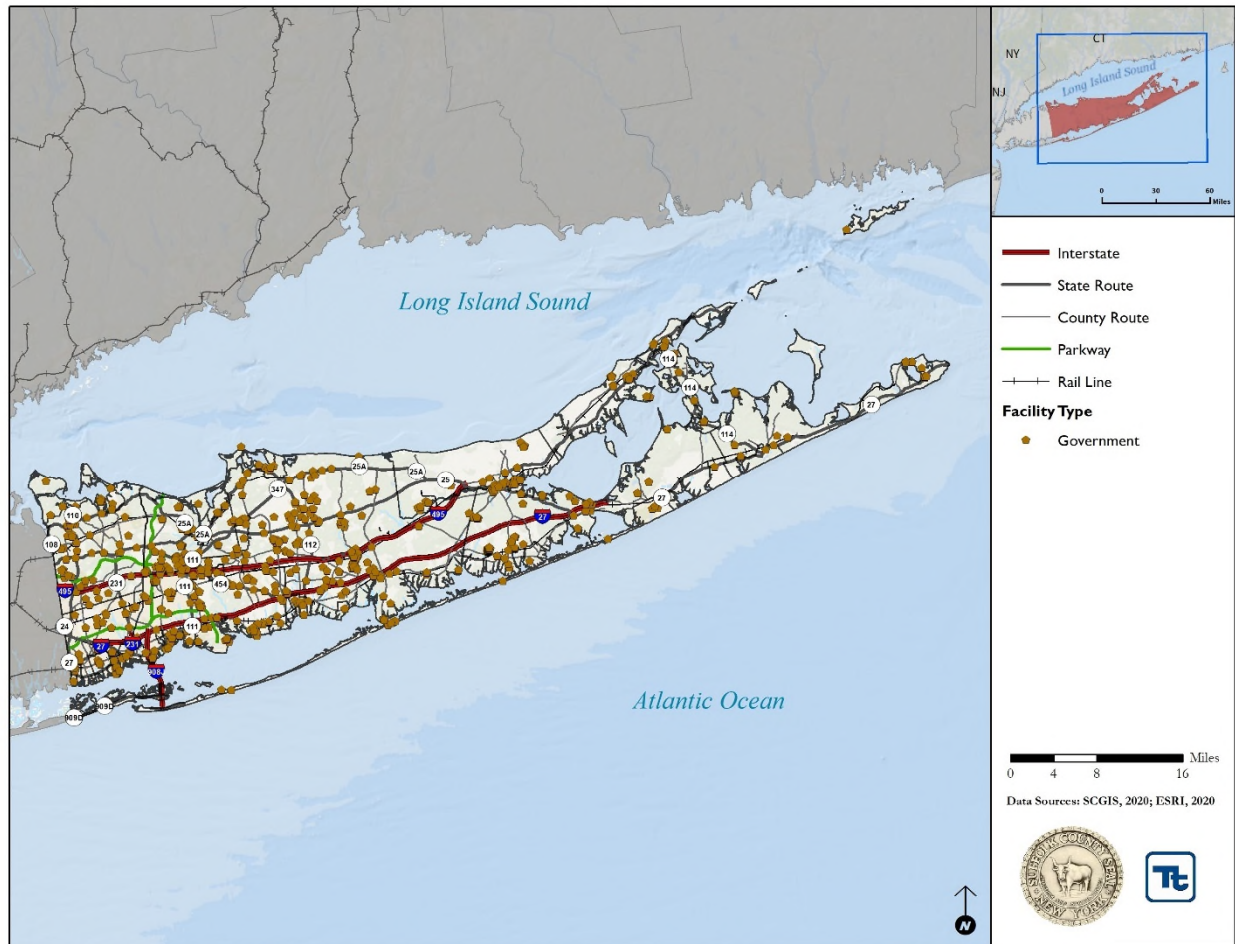 NY
CT
NJ
Long Island Sound
0 30 60
Miles
Long Island Sound
Atlantic Ocean
114
114
114
27
27
27
25A
25A
25
347
495
110
25A
25A
108
112
111
231
111
454
495
24
111
27
231
27
908
909D
909D
N
Interstate
State Route
County Route
Parkway
Rail Line
Facility Type
Government
Miles
0 4 8 16
Data Sources: SCGIS, 2020; ESRI, 2020
SUFFOLK COUNTY SEAL
NEW YORK
Tt